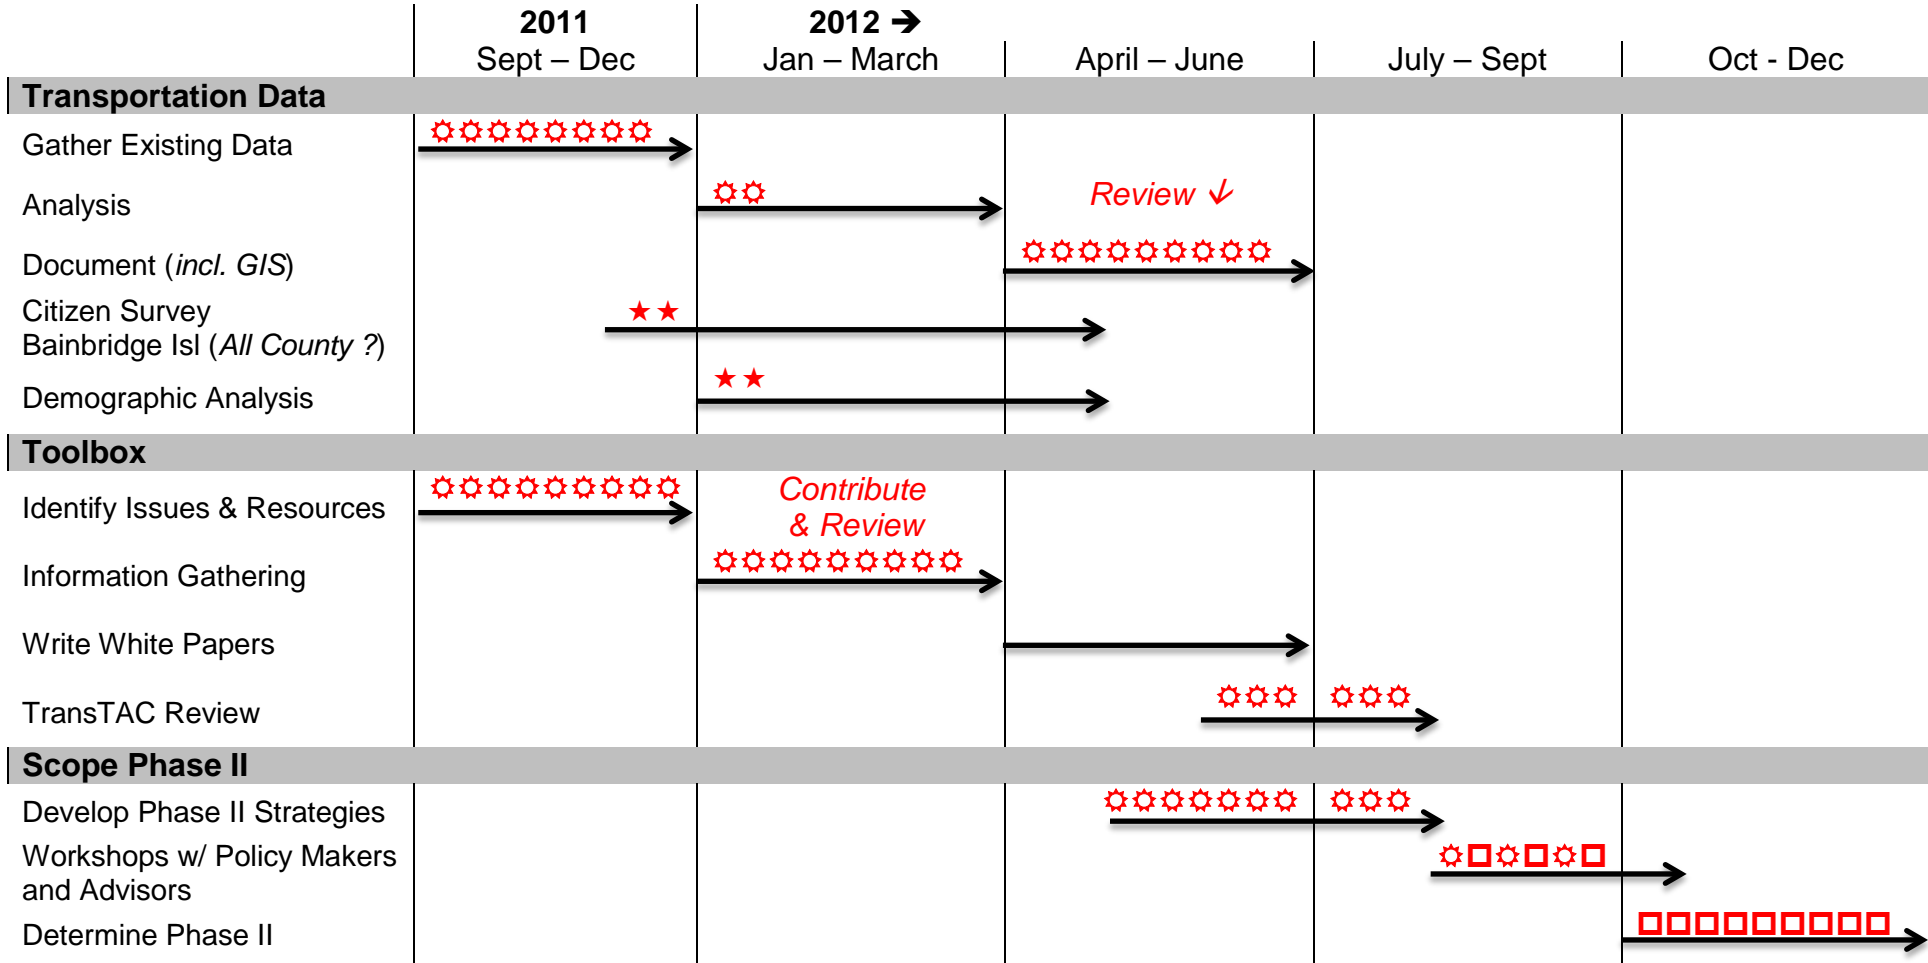 2011
2012 ➔
Sept – Dec
Jan – March
April – June
July – Sept
Oct - Dec
Transportation Data
Gather Existing Data
Analysis
Review ↓
Document (incl. GIS)
Citizen Survey
Bainbridge Isl (All County ?)
Demographic Analysis
Toolbox
Identify Issues & Resources
Contribute
& Review
Information Gathering
Write White Papers
TransTAC Review
Scope Phase II
Develop Phase II Strategies
Workshops w/ Policy Makers
and Advisors
Determine Phase II